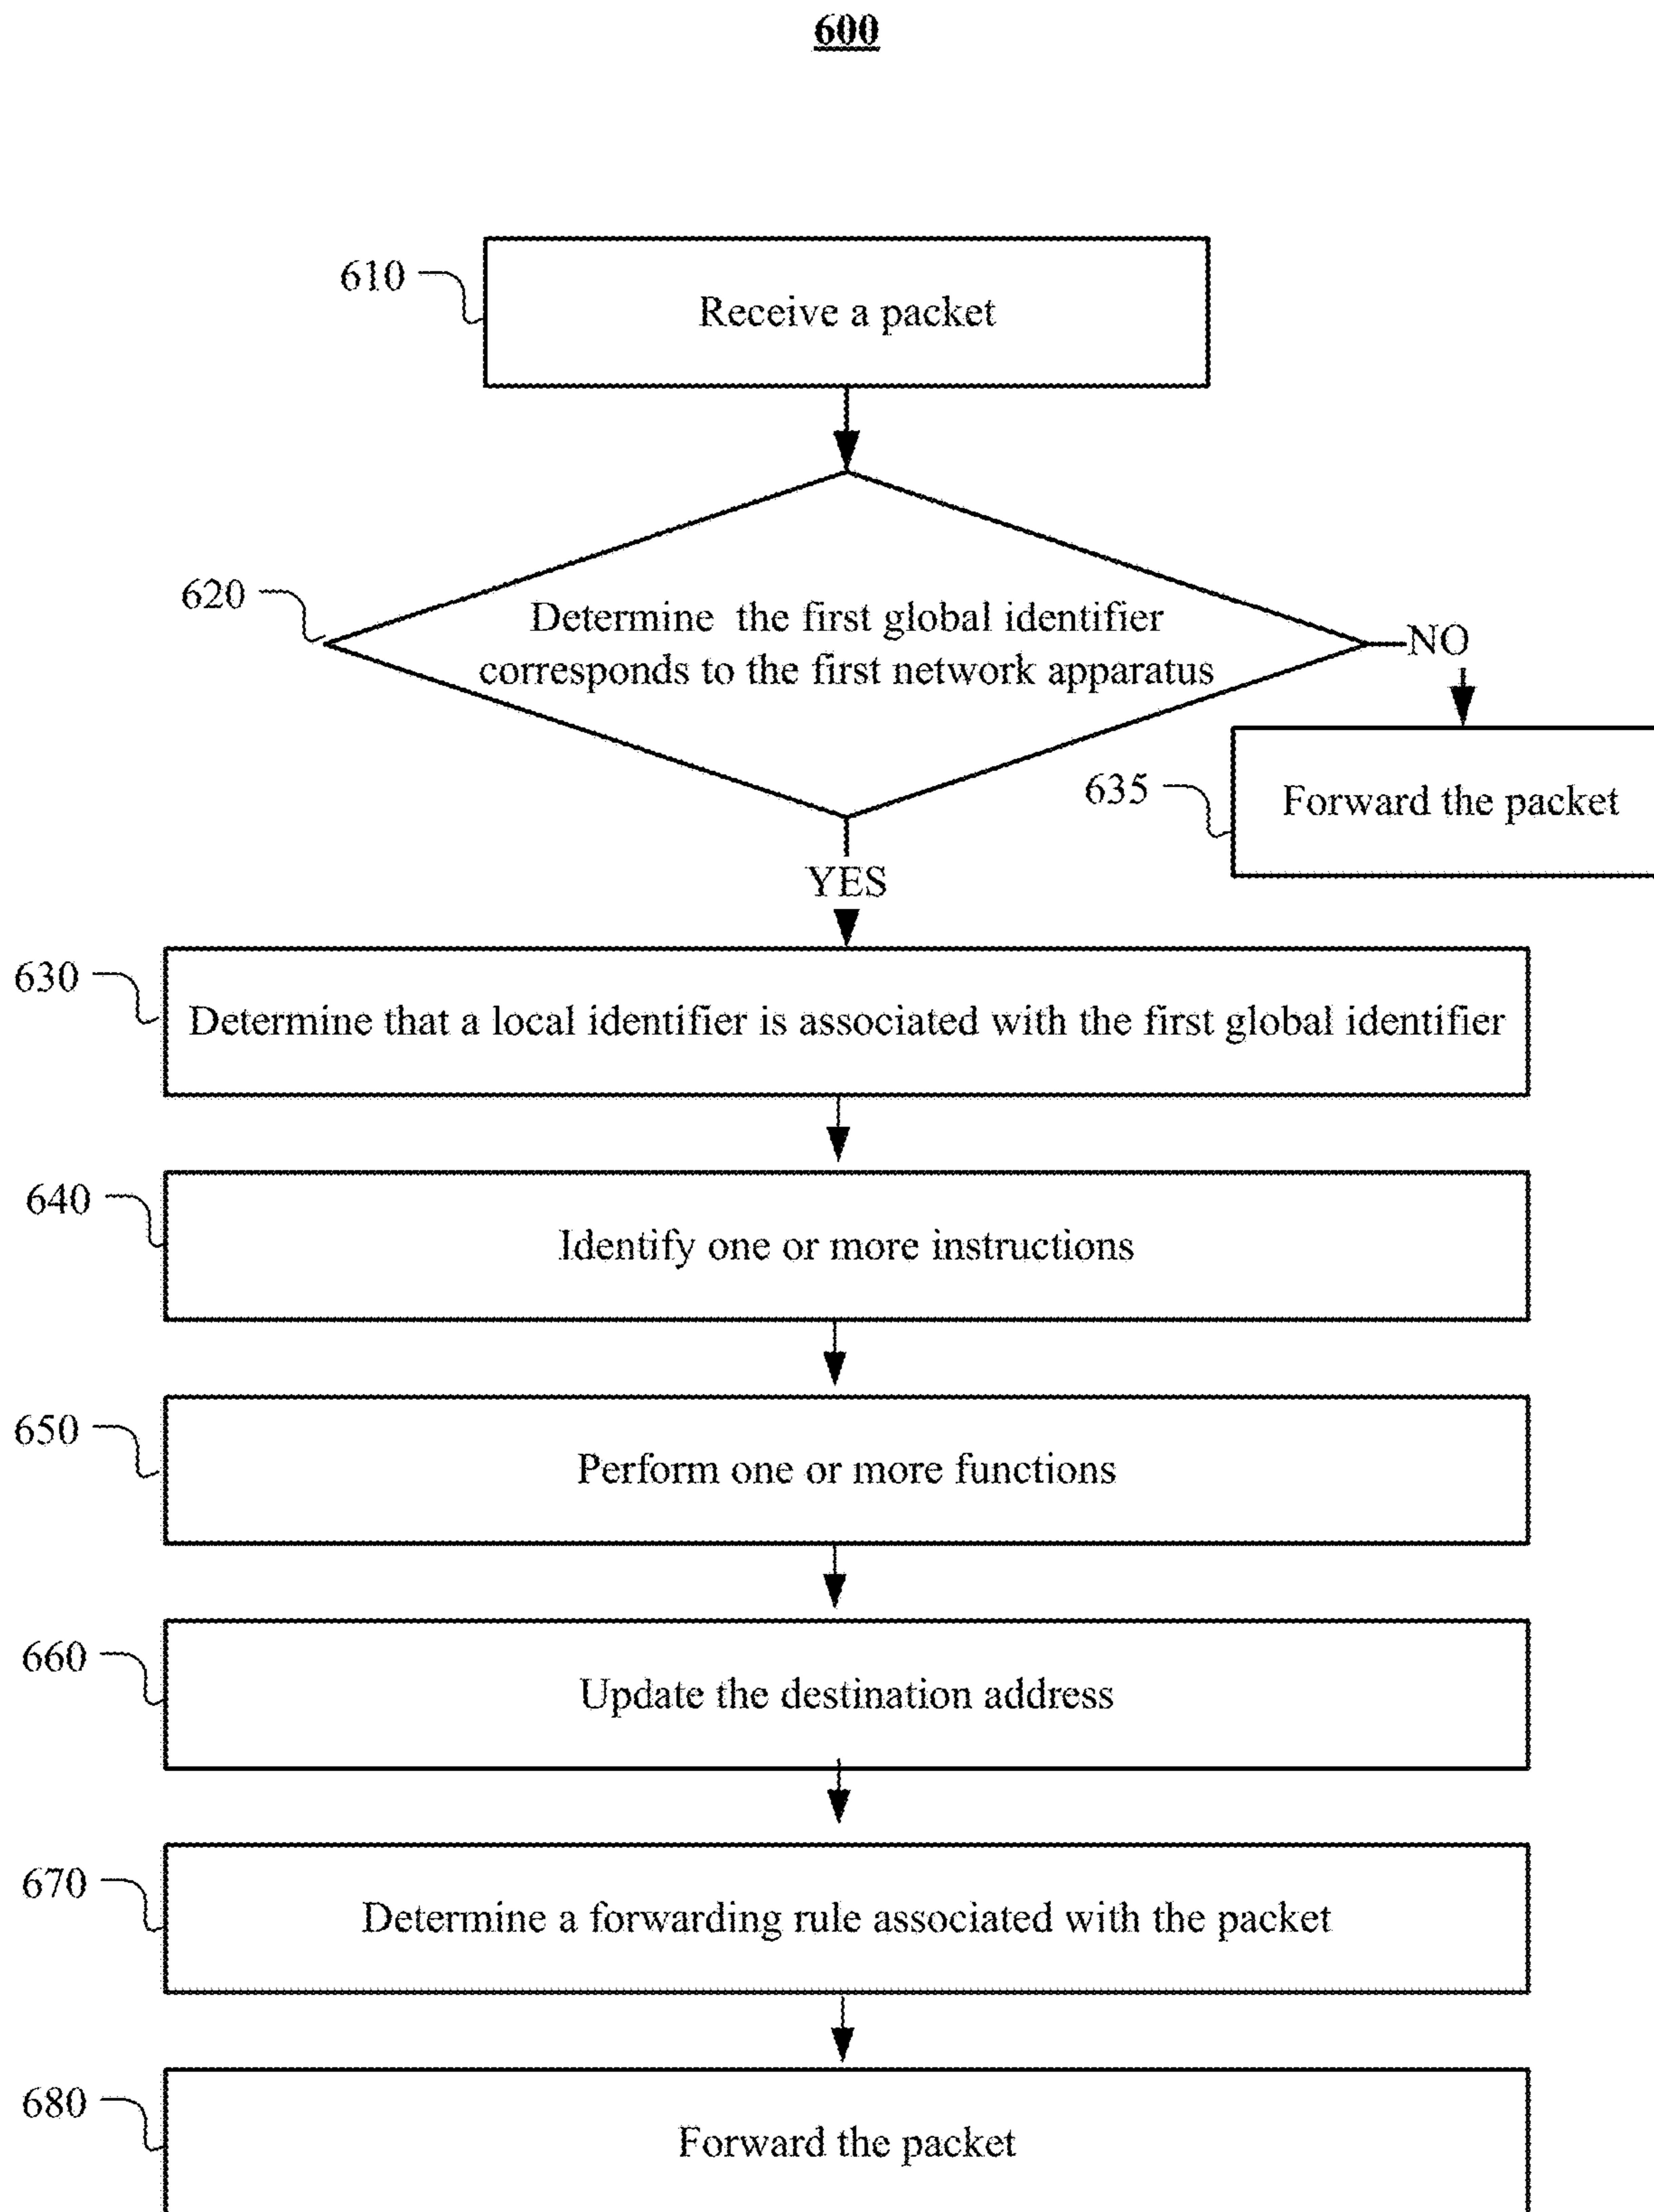 600
610
Receive a packet
620
Determine the first global identifier
corresponds to the first network apparatus
NO
635
Forward the packet
YES
630
Determine that a local identifier is associated with the first global identifier
640
Identify one or more instructions
650
Perform one or more functions
660
Update the destination address
670
Determine a forwarding rule associated with the packet
680
Forward the packet